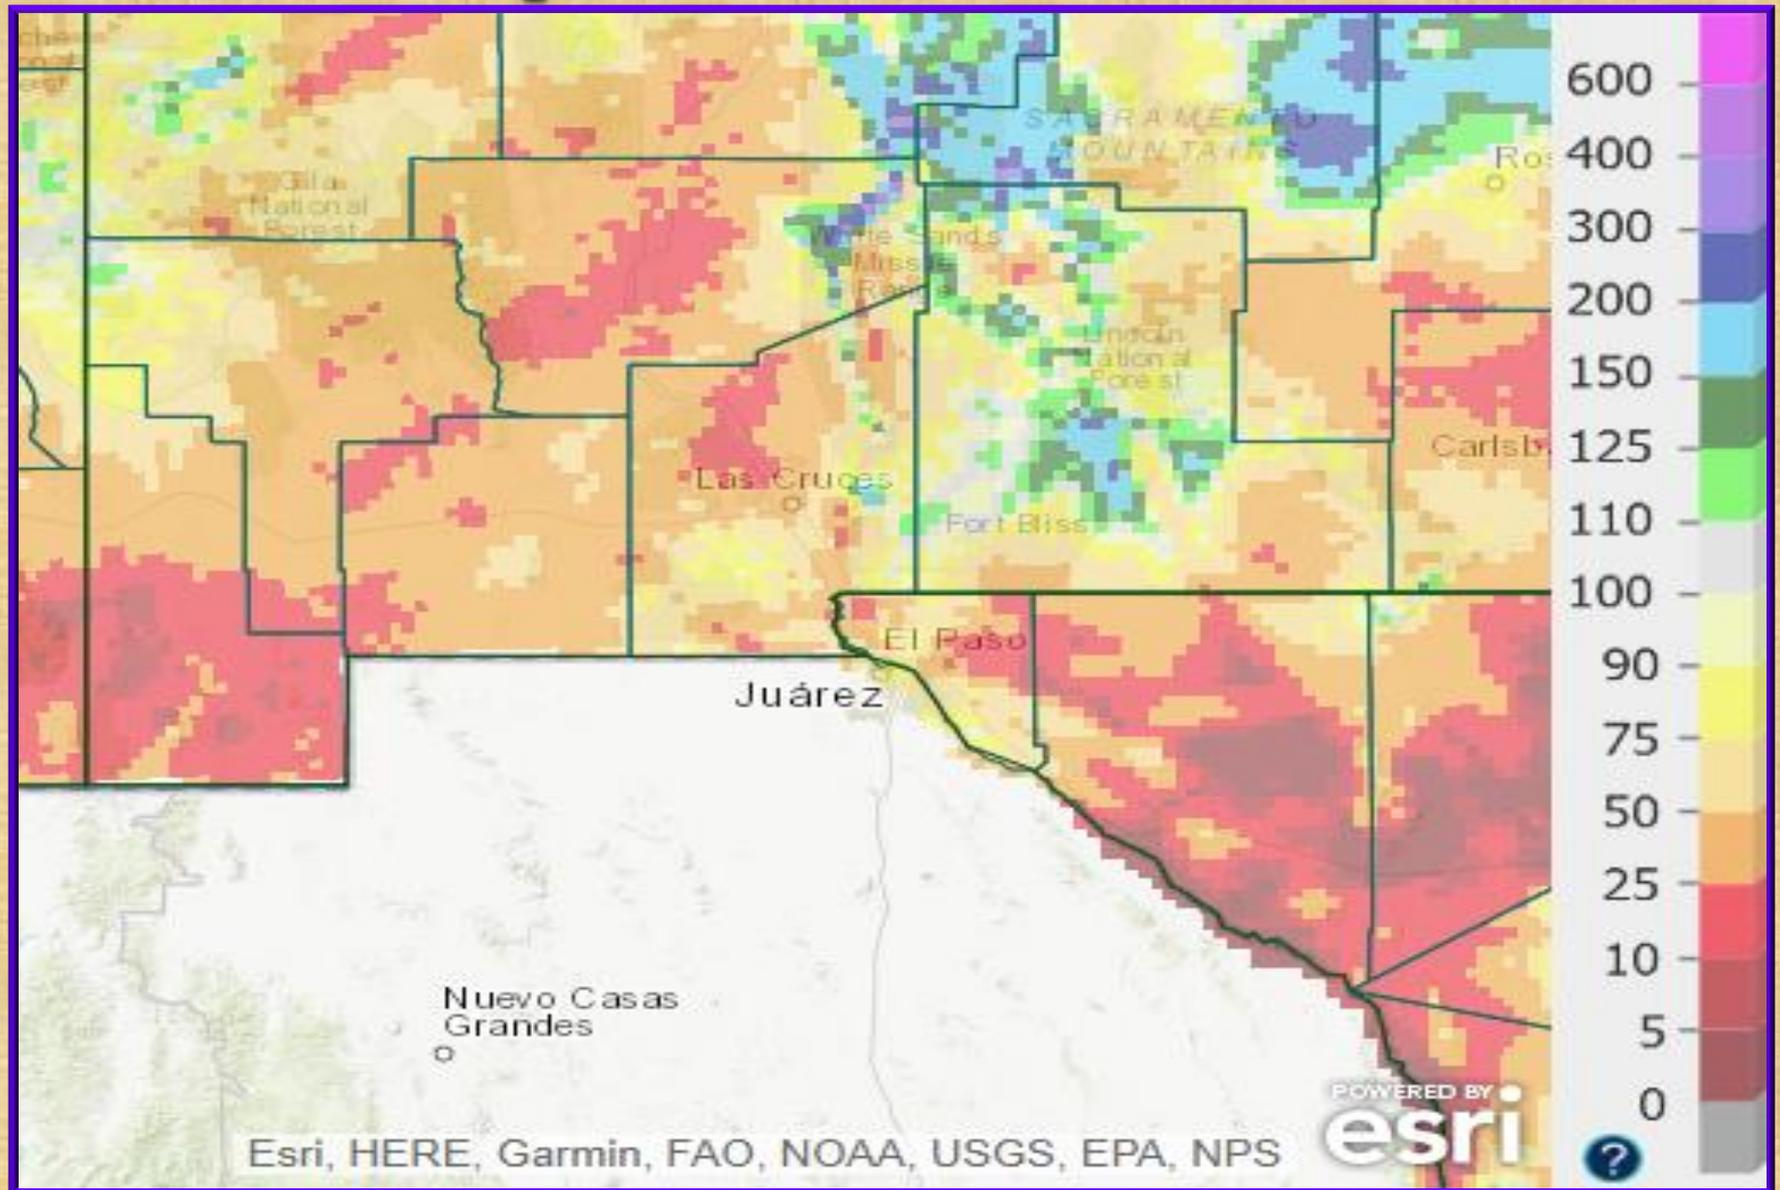 Gila
National
Forest
SACRAMENTO
MOUNTAINS
Ros
White Sands
Missile
Range
Lincoln
National
Forest
Carlsb
Las Cruces
Fort Bliss
El Paso
Juárez
Nuevo Casas
Grandes
600
400
300
200
150
125
110
100
90
75
50
25
10
5
0
?
POWERED BY
esri
Esri, HERE, Garmin, FAO, NOAA, USGS, EPA, NPS